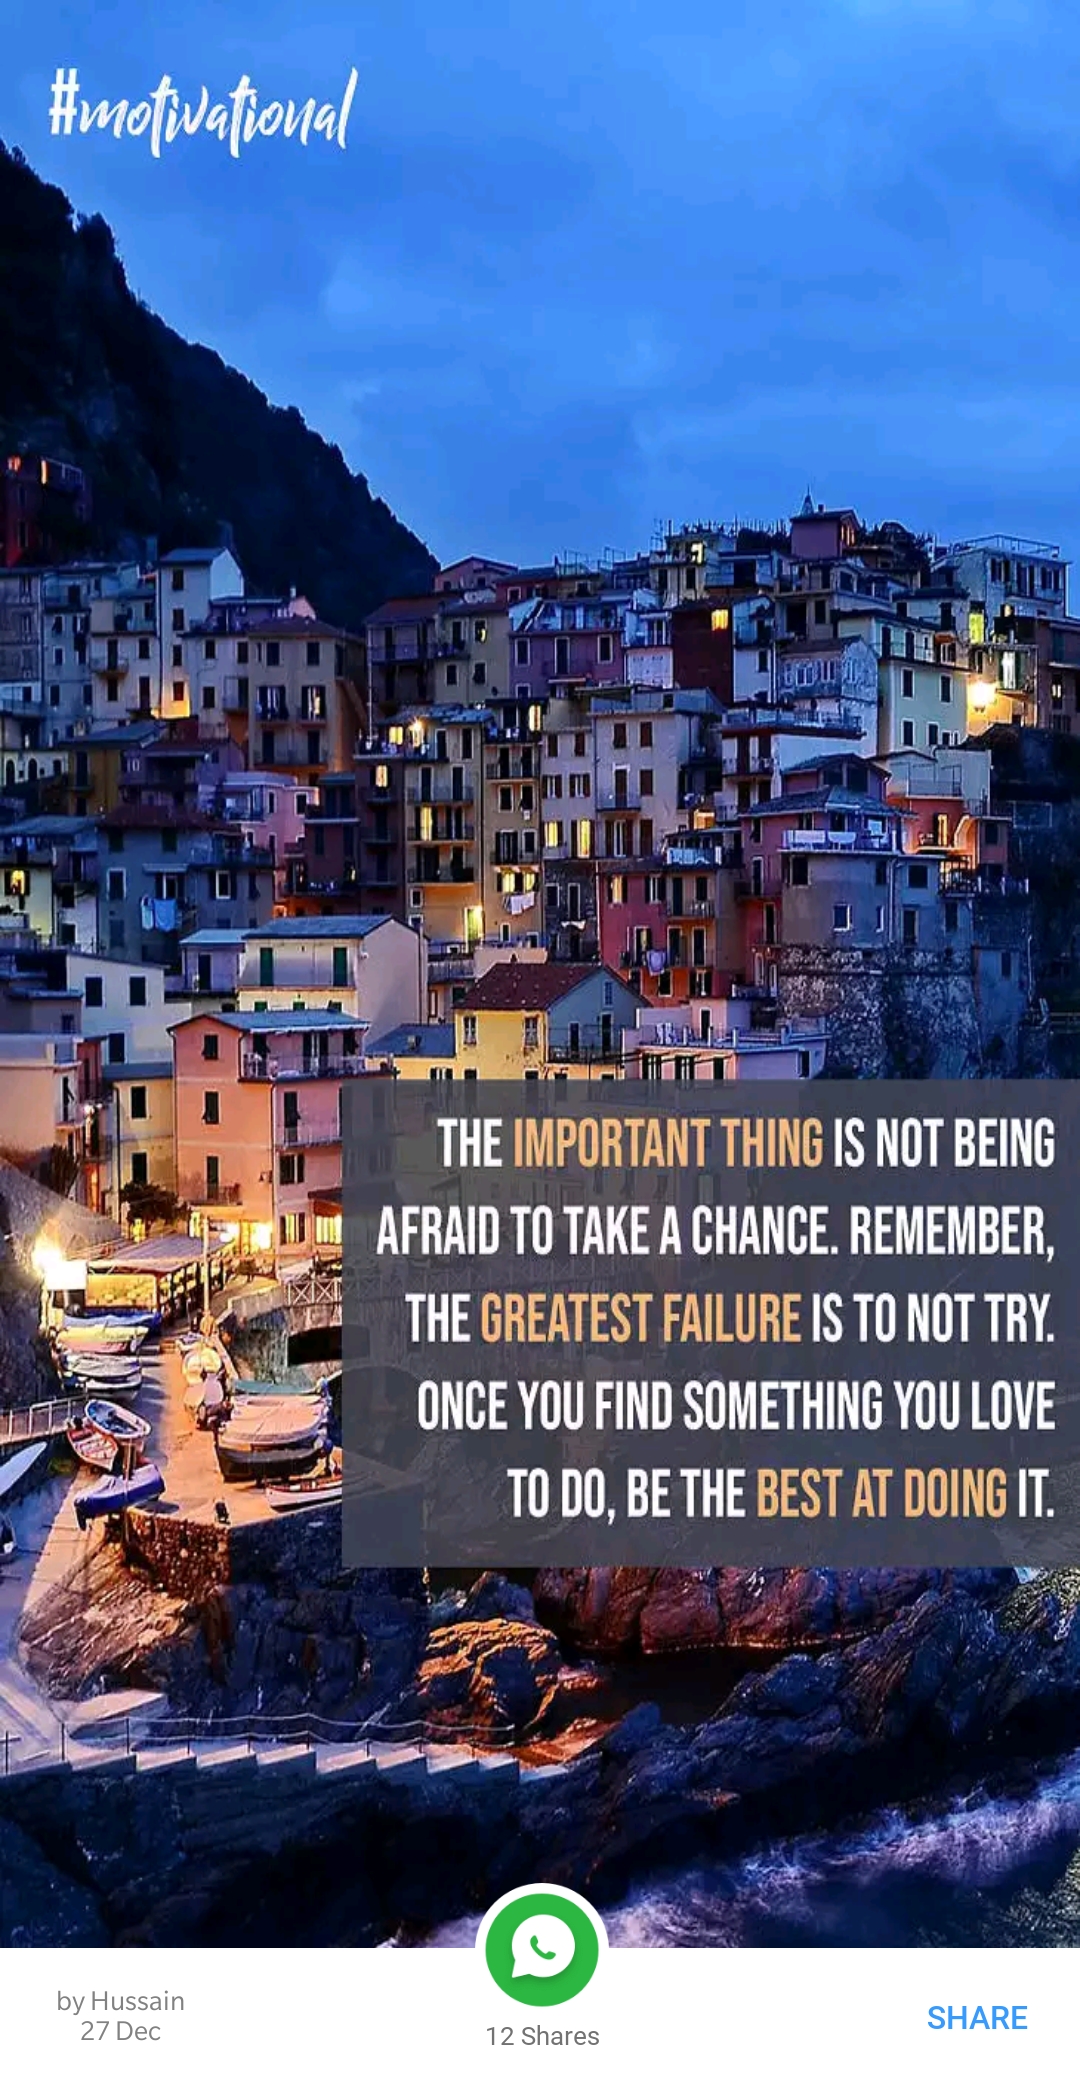 #motivational
THE IMPORTANT THING IS NOT BEING
AFRAID TO TAKE A CHANCE. REMEMBER,
THE GREATEST FAILURE IS TO NOT TRY.
ONCE YOU FIND SOMETHING YOU LOVE
TO DO, BE THE BEST AT DOING IT.
by Hussain
27 Dec
12 Shares
SHARE